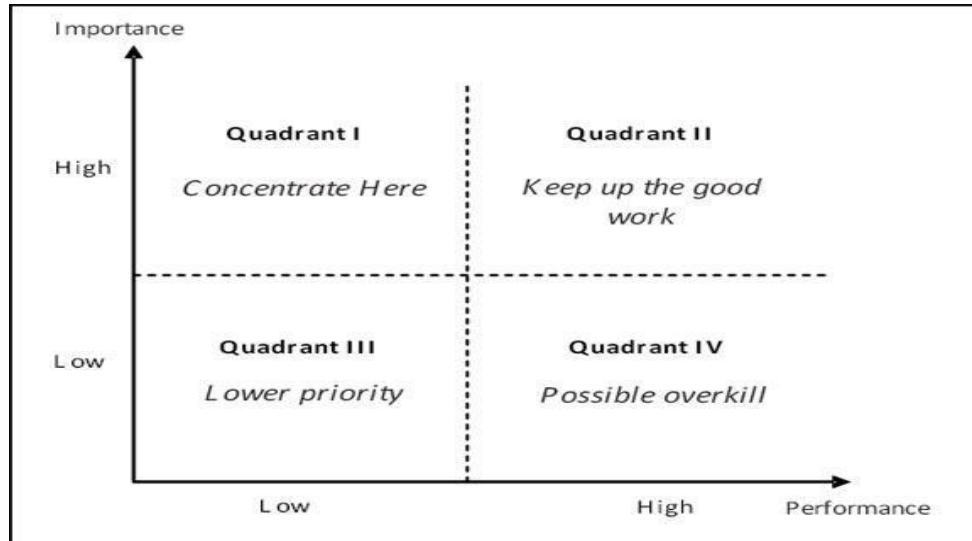 Importance
Quadrant I
Quadrant II
High
Concentrate Here
Keep up the good
work
Quadrant III
Quadrant IV
Low
Lower priority
Possible overkill
Low
High
Performance